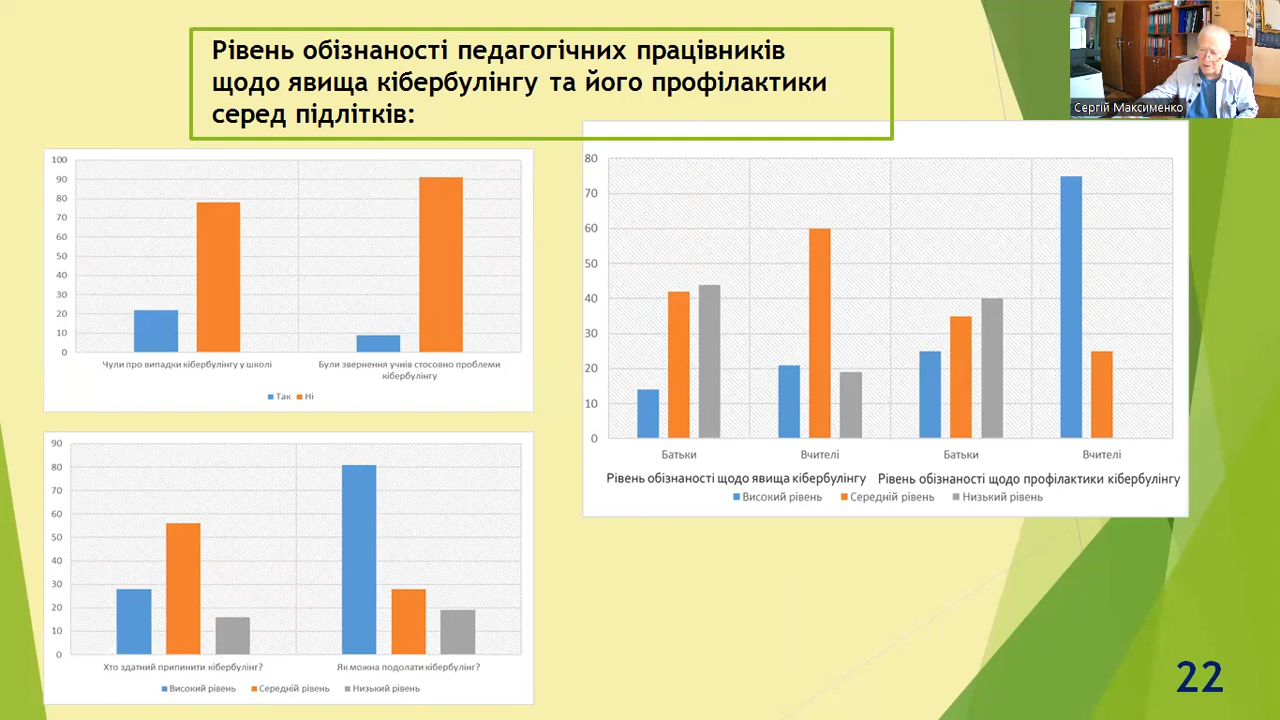 Рівень обізнаності педагогічних працівників
щодо явища кібербулінгу та його профілактики
серед підлітків:
Сергій Максименко
100
90
80
70
60
50
40
30
20
10
0
Чули про випадки кібербулінгу у школі
Були звернення учнів стосовно проблеми
кібербулінгу
Так Ні
80
70
60
50
40
30
20
10
0
Батьки Вчителі Батьки Вчителі
Рівень обізнаності щодо явища кібербулінгу Рівень обізнаності щодо профілактики кібербулінгу
Високий рівень Середній рівень Низький рівень
90
80
70
60
50
40
30
20
10
0
Хто здатний припинити кібербулінг? Як можна подолати кібербулінг?
Високий рівень Середній рівень Низький рівень
22